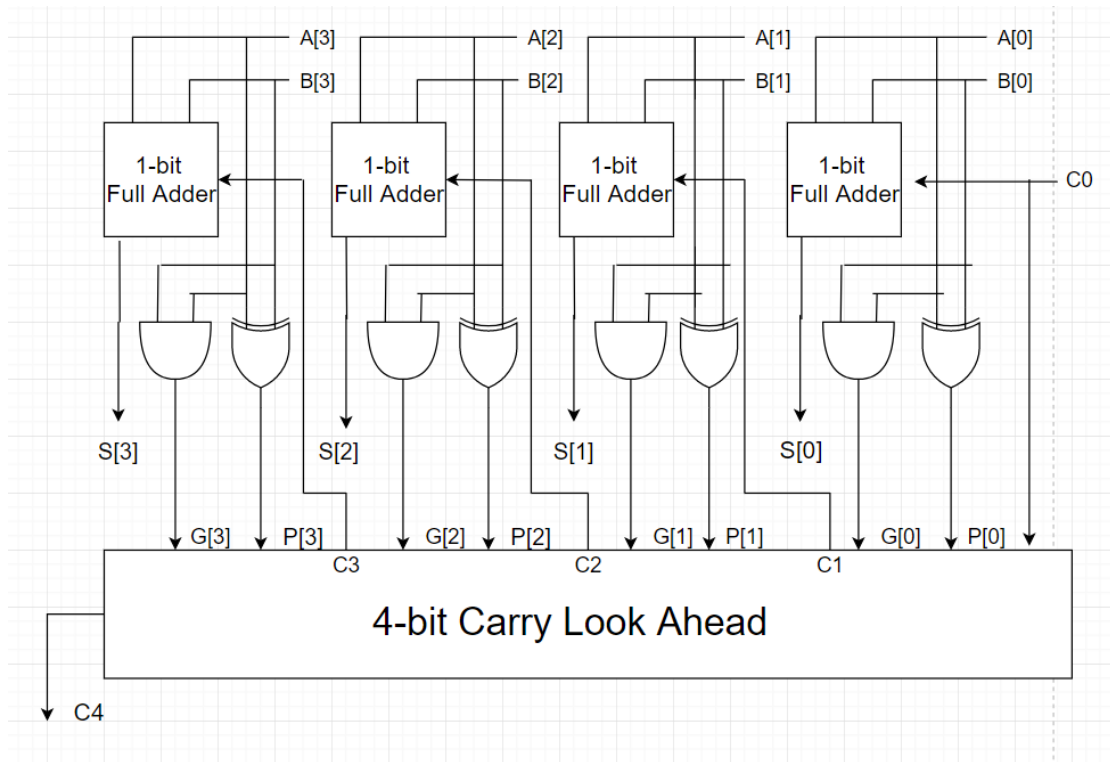 A[3]
A[2]
A[1]
A[0]
B[3]
B[2]
B[1]
B[0]
1-bit
Full Adder
1-bit
Full Adder
1-bit
Full Adder
1-bit
Full Adder
C0
S[3]
S[2]
S[1]
S[0]
G[3]
P[3]
G[2]
P[2]
G[1]
P[1]
G[0]
P[0]
C3
C2
C1
4-bit Carry Look Ahead
C4